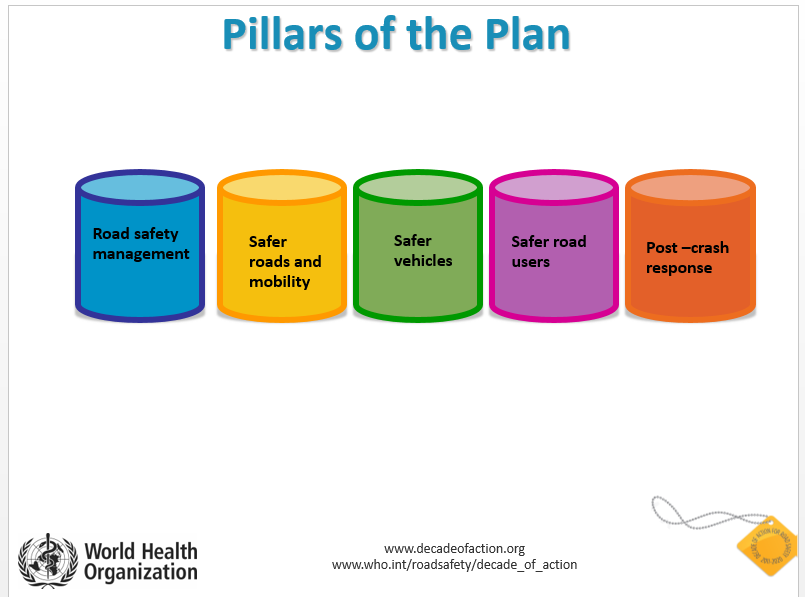 Pillars of the Plan
Road safety
management
Safer
roads and
mobility
Safer
vehicles
Safer road
users
Post –crash
response
World Health
Organization
www.decadeofaction.org
www.who.int/roadsafety/decade_of_action